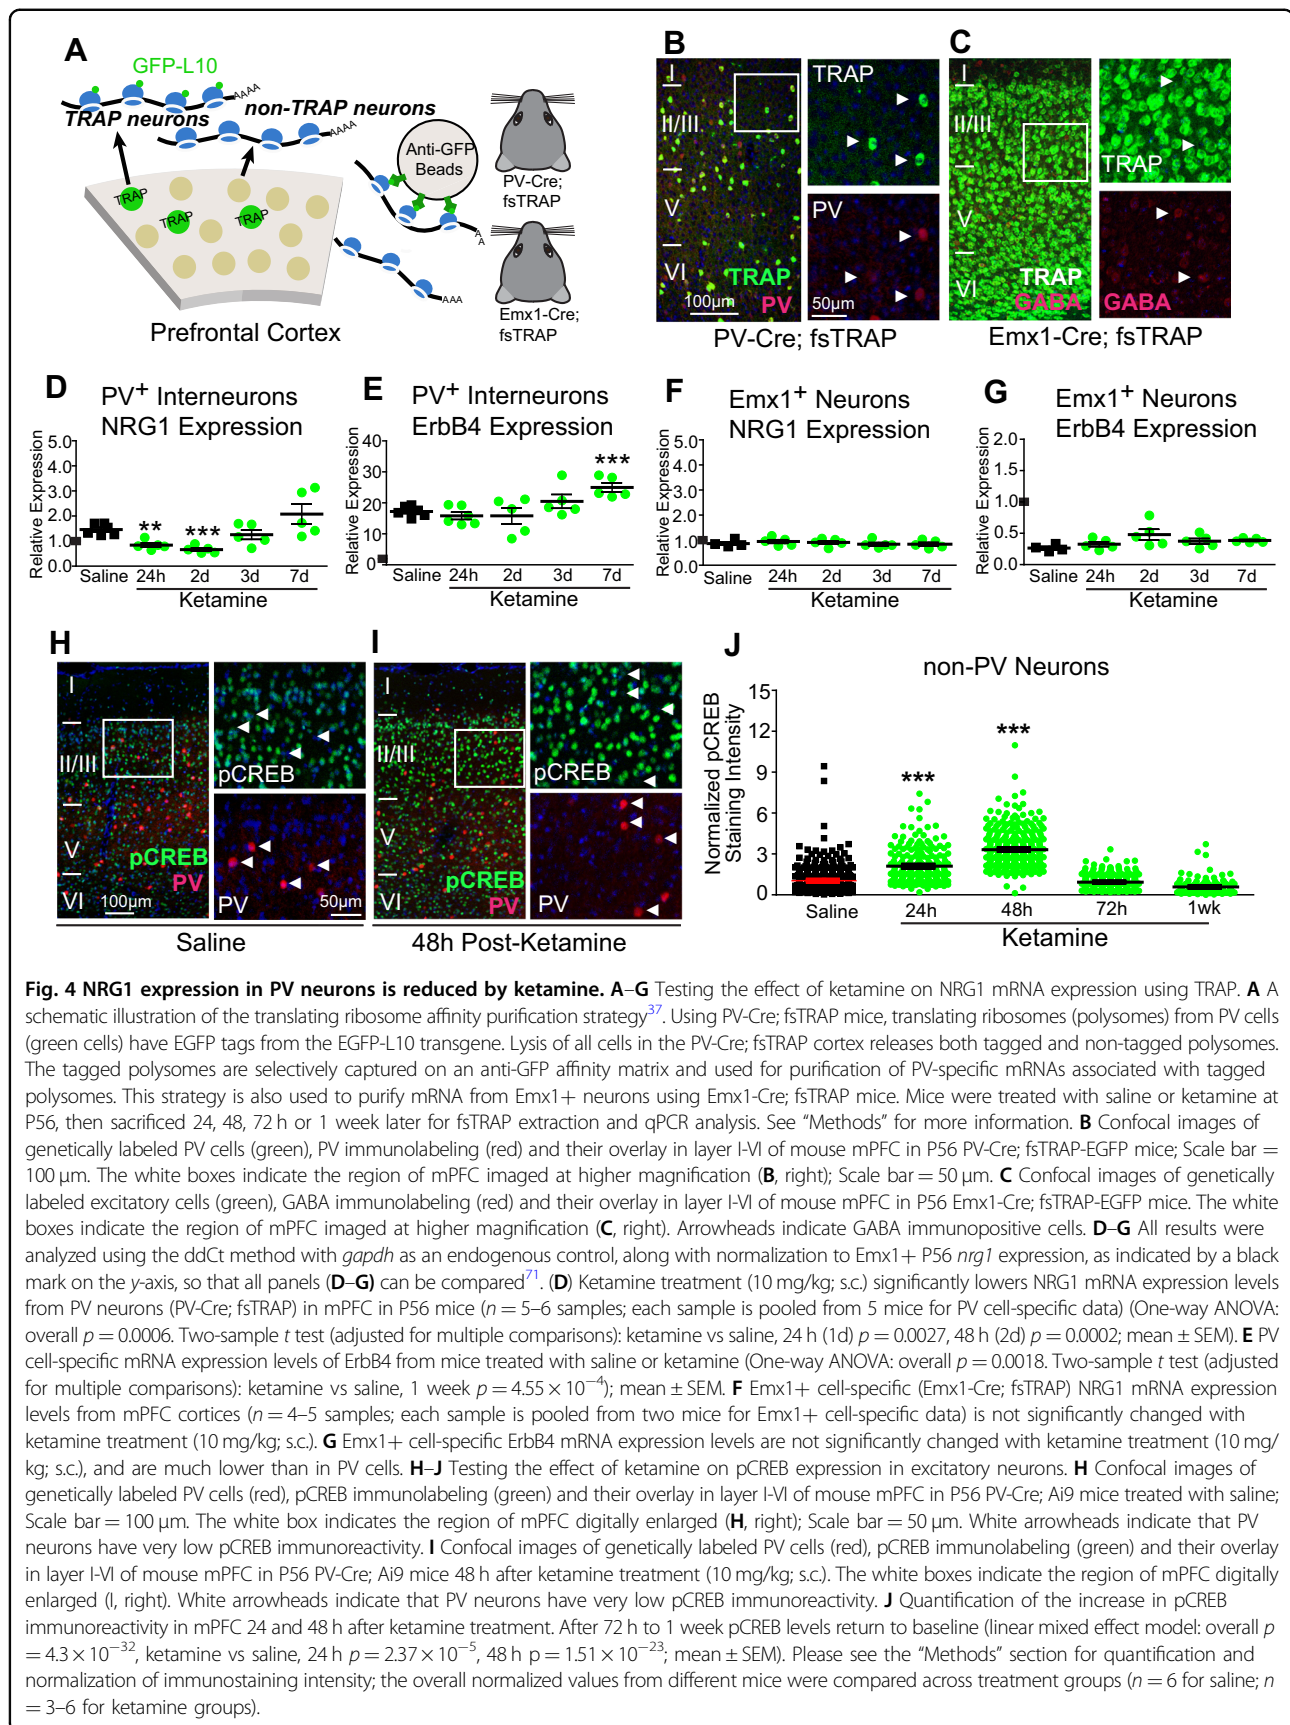 A
GFP-L10
AAAA
TRAP neurons
non-TRAP neurons
AAAA
Anti-GFP
Beads
TRAP
TRAP
TRAP
A
A
AAA
Prefrontal Cortex
PV-Cre;
fsTRAP
Emx1-Cre;
fsTRAP
B
I
II/III
V
VI
TRAP
PV
100µm
TRAP
PV
50µm
PV-Cre; fsTRAP
C
I
II/III
V
VI
TRAP
GABA
TRAP
GABA
Emx1-Cre; fsTRAP
D
PV+ Interneurons
NRG1 Expression
Relative Expression
5.0
4.0
3.0
2.0
1.0
0.0
**
***
Saline 24h 2d 3d 7d
Ketamine
E
PV+ Interneurons
ErbB4 Expression
Relative Expression
40
30
20
10
0
***
Saline 24h 2d 3d 7d
Ketamine
F
Emx1+ Neurons
NRG1 Expression
Relative Expression
5.0
4.0
3.0
2.0
1.0
0.0
Saline 24h 2d 3d 7d
Ketamine
G
Emx1+ Neurons
ErbB4 Expression
Relative Expression
2.0
1.5
1.0
0.5
0.0
Saline 24h 2d 3d 7d
Ketamine
H
I
II/III
V
VI
pCREB
PV
100µm
pCREB
PV
50µm
Saline
I
I
II/III
V
VI
pCREB
PV
pCREB
PV
48h Post-Ketamine
J
non-PV Neurons
Normalized pCREB
Staining Intensity
15
12
9
6
3
0
***
***
Saline 24h 48h 72h 1wk
Ketamine
Fig. 4 NRG1 expression in PV neurons is reduced by ketamine. A–G Testing the effect of ketamine on NRG1 mRNA expression using TRAP. A A
schematic illustration of the translating ribosome affinity purification strategy37. Using PV-Cre; fsTRAP mice, translating ribosomes (polysomes) from PV cells
(green cells) have EGFP tags from the EGFP-L10 transgene. Lysis of all cells in the PV-Cre; fsTRAP cortex releases both tagged and non-tagged polysomes.
The tagged polysomes are selectively captured on an anti-GFP affinity matrix and used for purification of PV-specific mRNAs associated with tagged
polysomes. This strategy is also used to purify mRNA from Emx1+ neurons using Emx1-Cre; fsTRAP mice. Mice were treated with saline or ketamine at
P56, then sacrificed 24, 48, 72 h or 1 week later for fsTRAP extraction and qPCR analysis. See “Methods” for more information. B Confocal images of
genetically labeled PV cells (green), PV immunolabeling (red) and their overlay in layer I-VI of mouse mPFC in P56 PV-Cre; fsTRAP-EGFP mice; Scale bar =
100 µm. The white boxes indicate the region of mPFC imaged at higher magnification (B, right); Scale bar = 50 µm. C Confocal images of genetically
labeled excitatory cells (green), GABA immunolabeling (red) and their overlay in layer I-VI of mouse mPFC in P56 Emx1-Cre; fsTRAP-EGFP mice. The white
boxes indicate the region of mPFC imaged at higher magnification (C, right). Arrowheads indicate GABA immunopositive cells. D–G All results were
analyzed using the ddCt method with gapdh as an endogenous control, along with normalization to Emx1+ P56 nrg1 expression, as indicated by a black
mark on the y-axis, so that all panels (D–G) can be compared71. (D) Ketamine treatment (10 mg/kg; s.c.) significantly lowers NRG1 mRNA expression levels
from PV neurons (PV-Cre; fsTRAP) in mPFC in P56 mice (n = 5–6 samples; each sample is pooled from 5 mice for PV cell-specific data) (One-way ANOVA:
overall p = 0.0006. Two-sample t test (adjusted for multiple comparisons): ketamine vs saline, 24 h (1d) p = 0.0027, 48 h (2d) p = 0.0002; mean ± SEM). E PV
cell-specific mRNA expression levels of ErbB4 from mice treated with saline or ketamine (One-way ANOVA: overall p = 0.0018. Two-sample t test (adjusted
for multiple comparisons): ketamine vs saline, 1 week p = 4.55 × 10−4); mean ± SEM. F Emx1+ cell-specific (Emx1-Cre; fsTRAP) NRG1 mRNA expression
levels from mPFC cortices (n = 4–5 samples; each sample is pooled from two mice for Emx1+ cell-specific data) is not significantly changed with
ketamine treatment (10 mg/kg; s.c.). G Emx1+ cell-specific ErbB4 mRNA expression levels are not significantly changed with ketamine treatment (10 mg/
kg; s.c.), and are much lower than in PV cells. H–J Testing the effect of ketamine on pCREB expression in excitatory neurons. H Confocal images of
genetically labeled PV cells (red), pCREB immunolabeling (green) and their overlay in layer I-VI of mouse mPFC in P56 PV-Cre; Ai9 mice treated with saline;
Scale bar = 100 µm. The white box indicates the region of mPFC digitally enlarged (H, right); Scale bar = 50 µm. White arrowheads indicate that PV
neurons have very low pCREB immunoreactivity. I Confocal images of genetically labeled PV cells (red), pCREB immunolabeling (green) and their overlay
in layer I-VI of mouse mPFC in P56 PV-Cre; Ai9 mice 48 h after ketamine treatment (10 mg/kg; s.c.). The white boxes indicate the region of mPFC digitally
enlarged (I, right). White arrowheads indicate that PV neurons have very low pCREB immunoreactivity. J Quantification of the increase in pCREB
immunoreactivity in mPFC 24 and 48 h after ketamine treatment. After 72 h to 1 week pCREB levels return to baseline (linear mixed effect model: overall p
= 4.3 × 10−32, ketamine vs saline, 24 h p = 2.37 × 10−5, 48 h p = 1.51 × 10−23; mean ± SEM). Please see the “Methods” section for quantification and
normalization of immunostaining intensity; the overall normalized values from different mice were compared across treatment groups (n = 6 for saline; n
= 3–6 for ketamine groups).